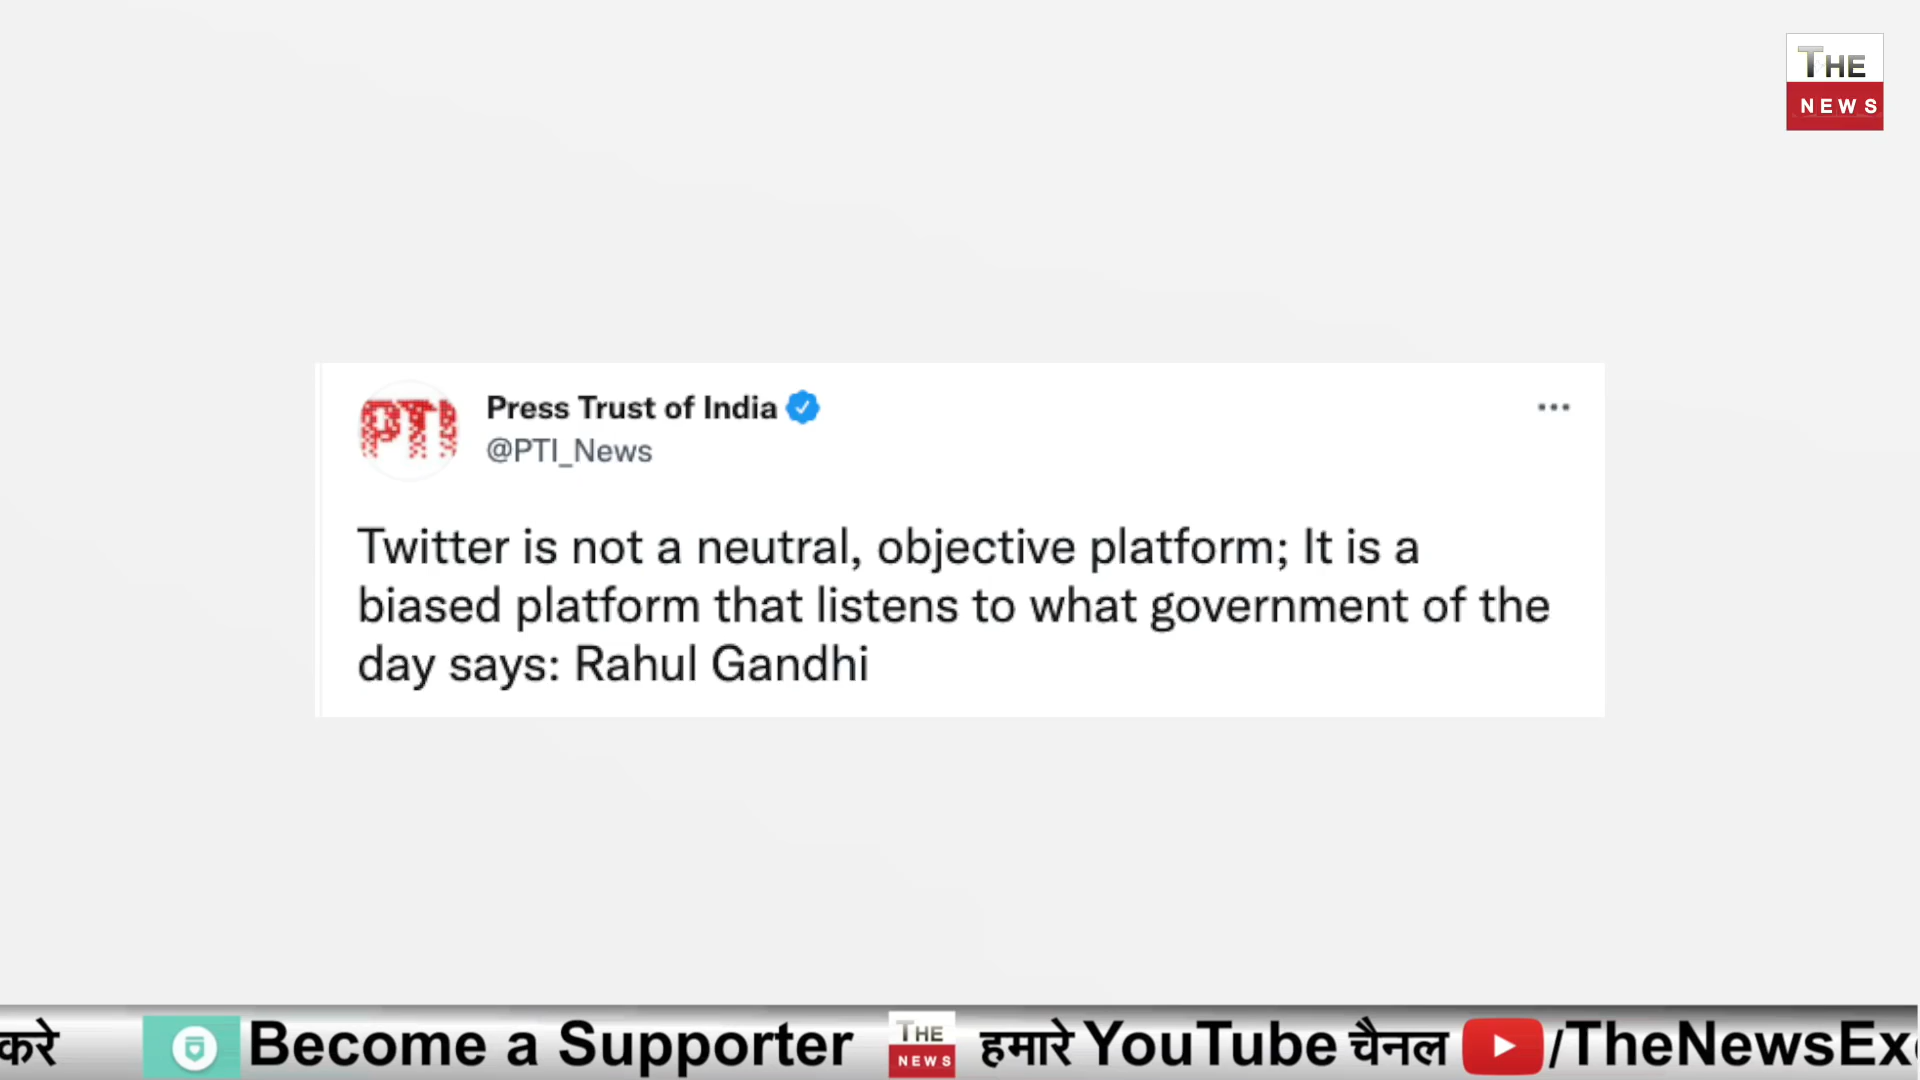 THE
NEWS
PTI
Press Trust of India
@PTI_News
Twitter is not a neutral, objective platform; It is a
biased platform that listens to what government of the
day says: Rahul Gandhi
करे Become a Supporter THE NEWS हमारे YouTube चैनल /TheNewsEx